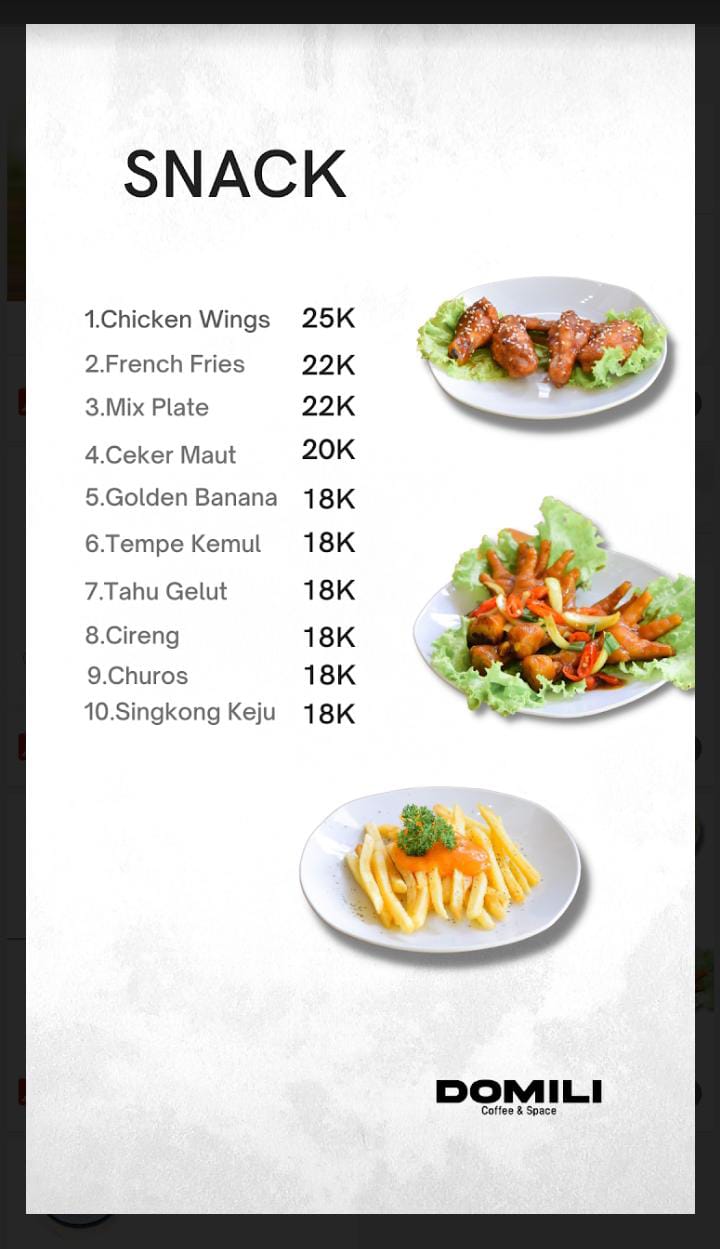 SNACK
1.Chicken Wings 25K
2.French Fries 22K
3.Mix Plate 22K
4.Ceker Maut 20K
5.Golden Banana 18K
6.Tempe Kemul 18K
7.Tahu Gelut 18K
8.Cireng 18K
9.Churos 18K
10.Singkong Keju 18K
DOMILI
Coffee & Space